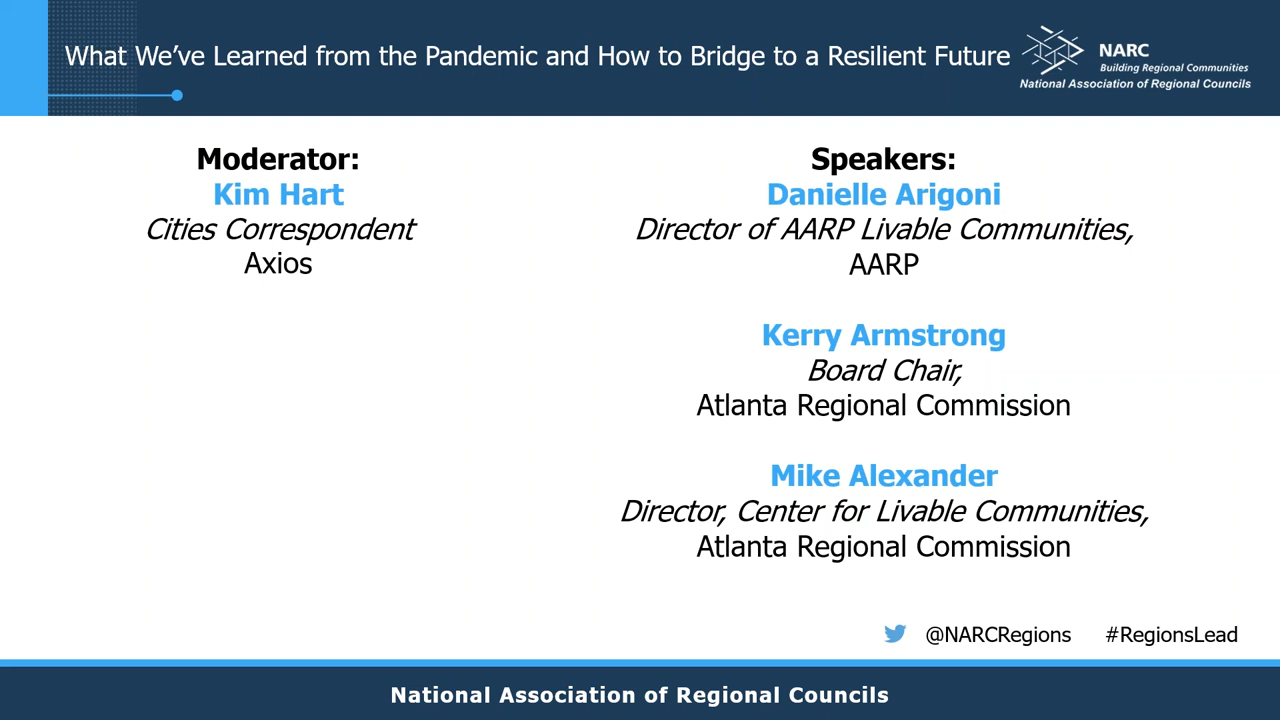 What We’ve Learned from the Pandemic and How to Bridge to a Resilient Future
NARC
Building Regional Communities
National Association of Regional Councils
Moderator:
Kim Hart
Cities Correspondent
Axios
Speakers:
Danielle Arigoni
Director of AARP Livable Communities,
AARP
Kerry Armstrong
Board Chair,
Atlanta Regional Commission
Mike Alexander
Director, Center for Livable Communities,
Atlanta Regional Commission
@NARCRegions #RegionsLead
National Association of Regional Councils